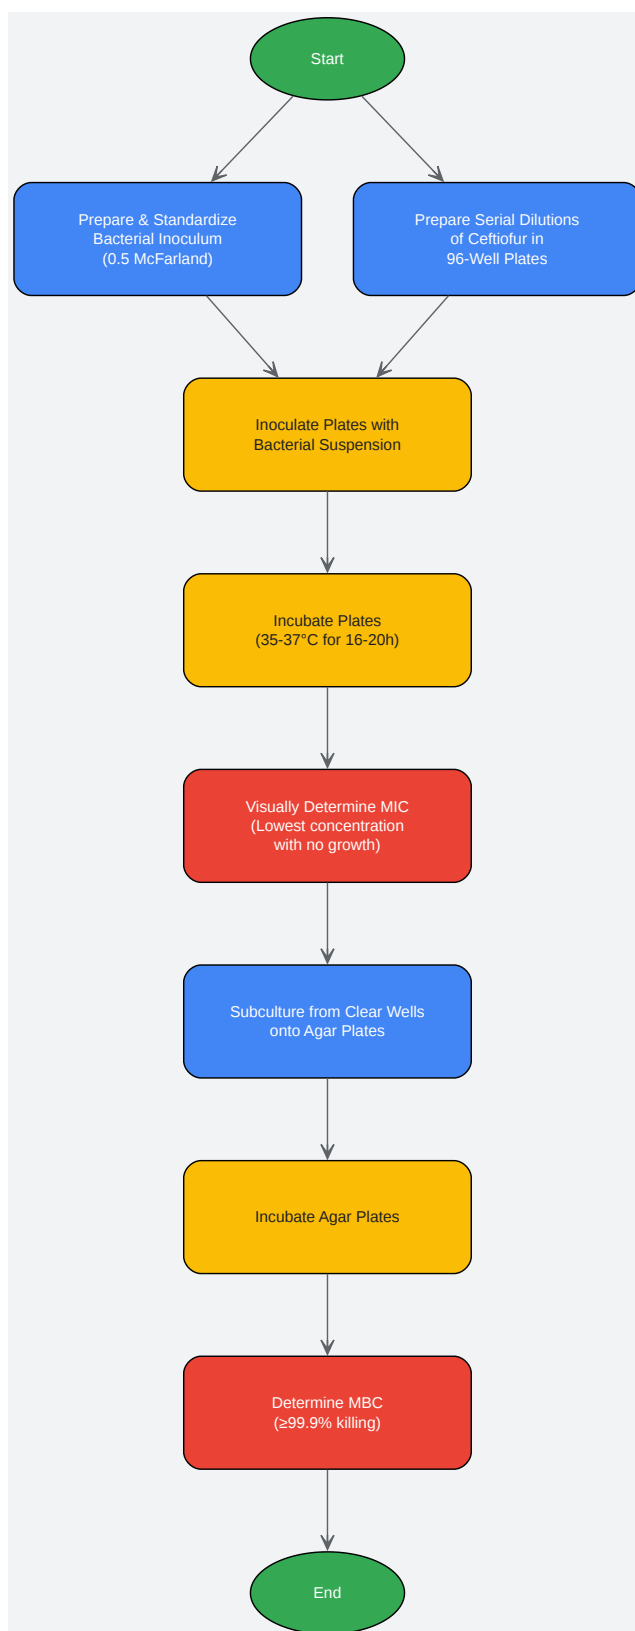 Start
Prepare & Standardize
Bacterial Inoculum
(0.5 McFarland)
Prepare Serial Dilutions
of Ceftiofur in
96-Well Plates
Inoculate Plates with
Bacterial Suspension
Incubate Plates
(35-37°C for 16-20h)
Visually Determine MIC
(Lowest concentration
with no growth)
Subculture from Clear Wells
onto Agar Plates
Incubate Agar Plates
Determine MBC
(≥99.9% killing)
End